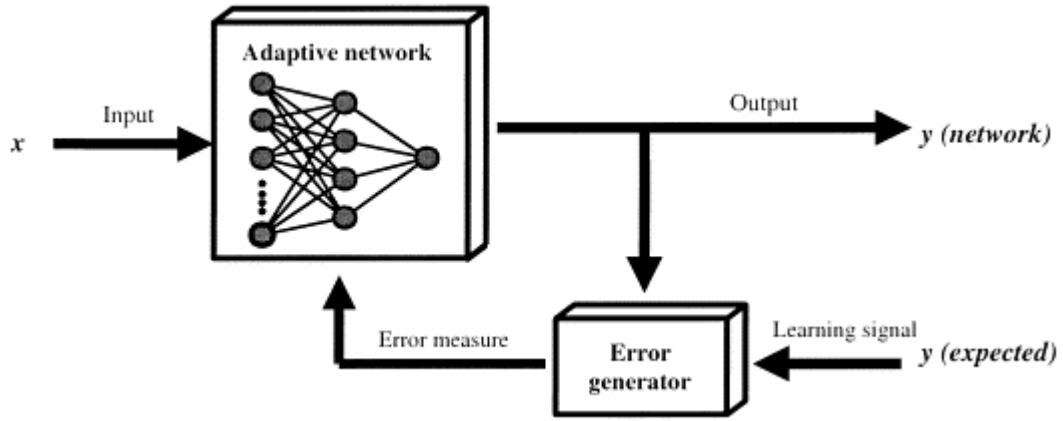 Adaptive network
Input
x
Output
y (network)
Error measure
Error
generator
Learning signal
y (expected)